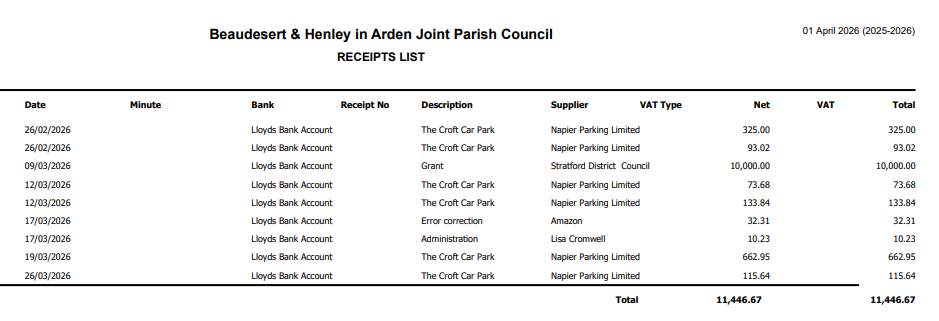 Beaudesert & Henley in Arden Joint Parish Council
01 April 2026 (2025-2026)
RECEIPTS LIST
Date Minute Bank Receipt No Description Supplier VAT Type Net VAT Total
26/02/2026 Lloyds Bank Account The Croft Car Park Napier Parking Limited 325.00 325.00
26/02/2026 Lloyds Bank Account The Croft Car Park Napier Parking Limited 93.02 93.02
09/03/2026 Lloyds Bank Account Grant Stratford District Council 10,000.00 10,000.00
12/03/2026 Lloyds Bank Account The Croft Car Park Napier Parking Limited 73.68 73.68
12/03/2026 Lloyds Bank Account The Croft Car Park Napier Parking Limited 133.84 133.84
17/03/2026 Lloyds Bank Account Error correction Amazon 32.31 32.31
17/03/2026 Lloyds Bank Account Administration Lisa Cromwell 10.23 10.23
19/03/2026 Lloyds Bank Account The Croft Car Park Napier Parking Limited 662.95 662.95
26/03/2026 Lloyds Bank Account The Croft Car Park Napier Parking Limited 115.64 115.64
Total 11,446.67 11,446.67